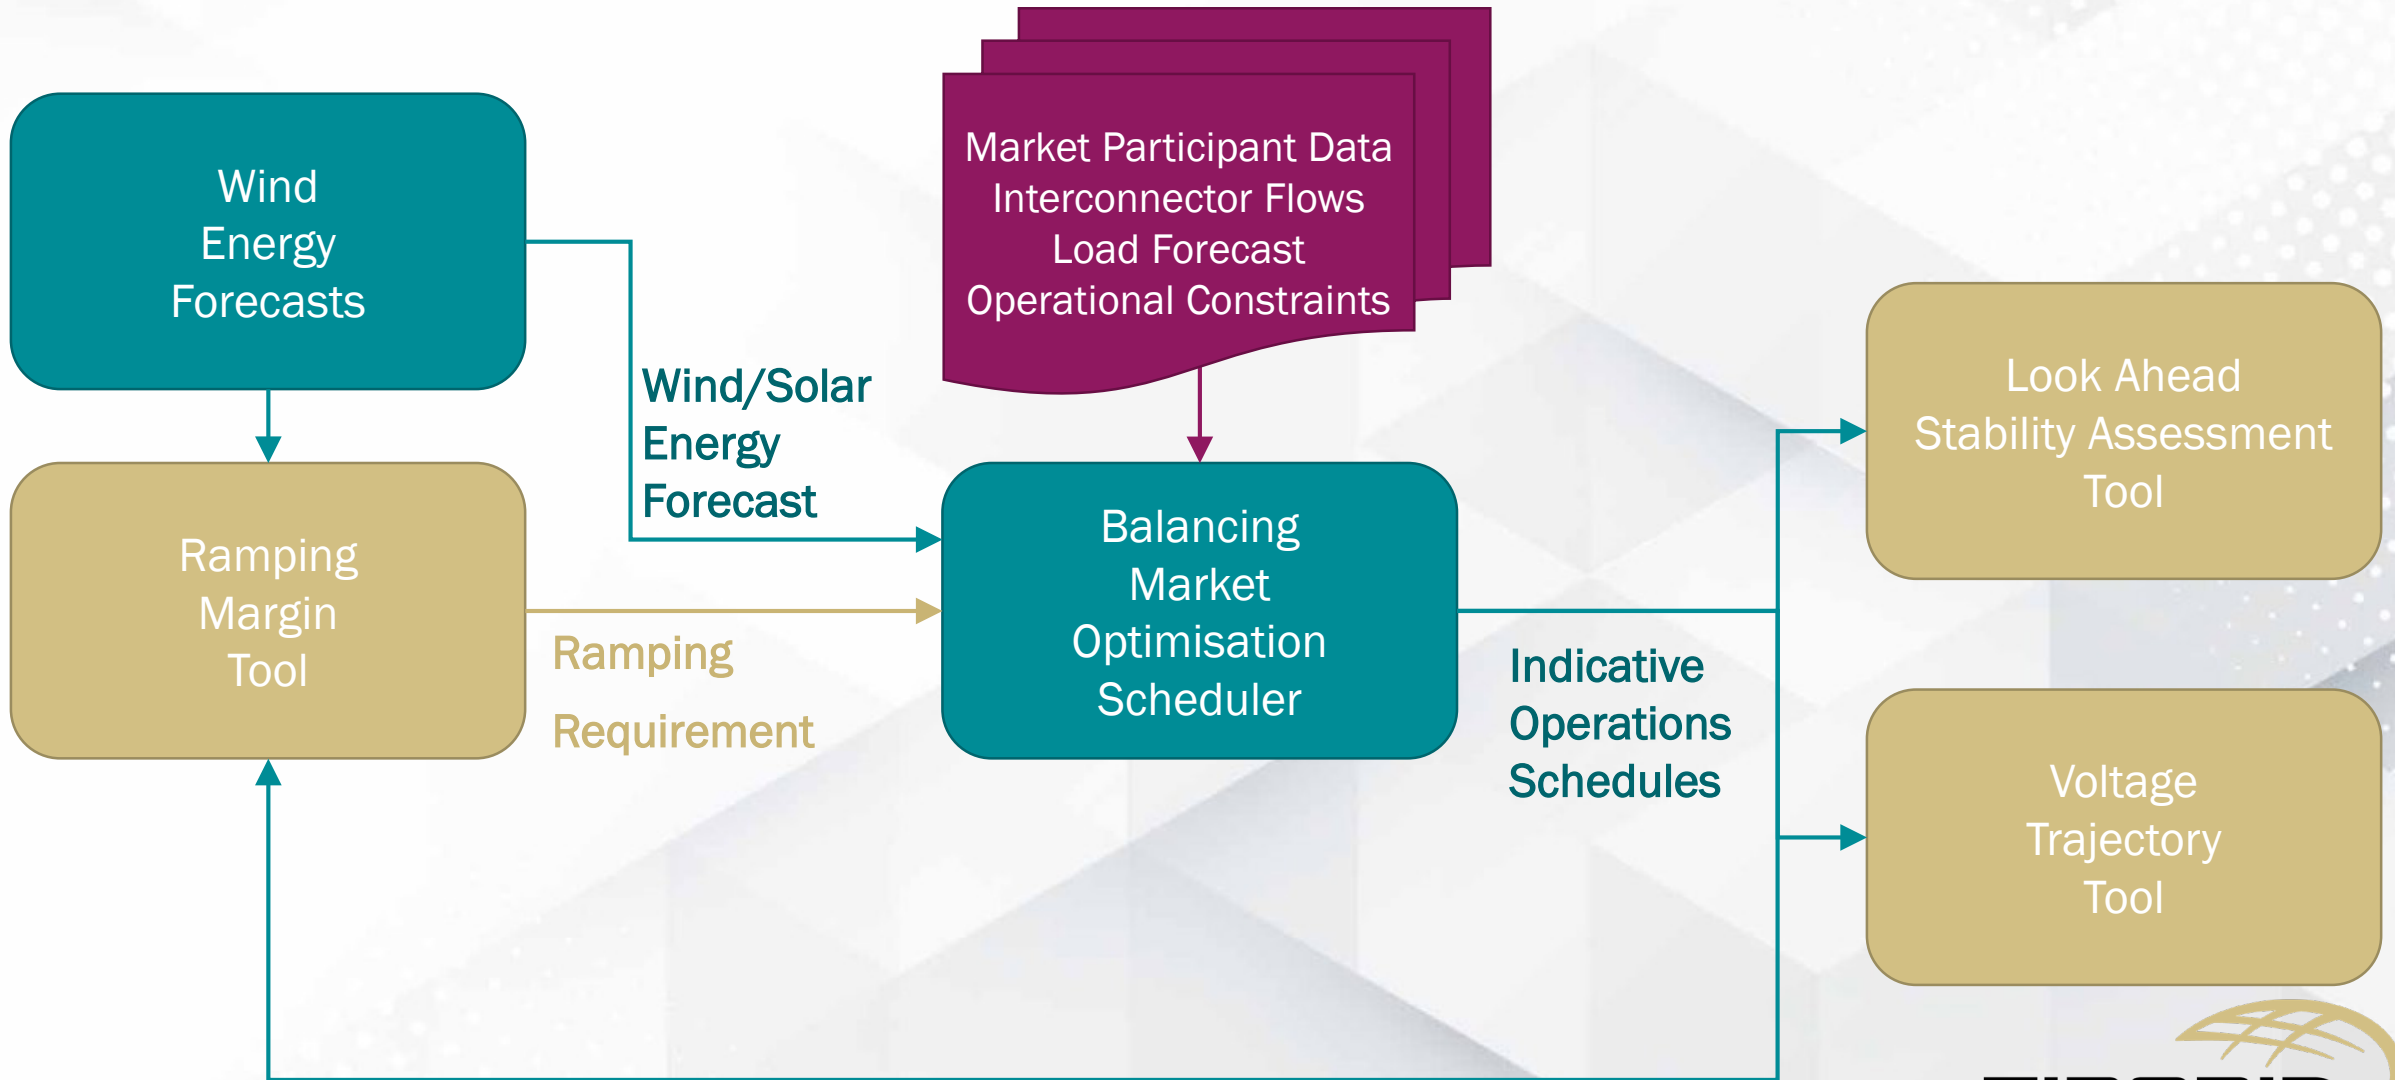 Wind
Energy
Forecasts
Market Participant Data
Interconnector Flows
Load Forecast
Operational Constraints
Wind/Solar
Energy
Forecast
Ramping
Margin
Tool
Ramping
Requirement
Balancing
Market
Optimisation
Scheduler
Indicative
Operations
Schedules
Look Ahead
Stability Assessment
Tool
Voltage
Trajectory
Tool